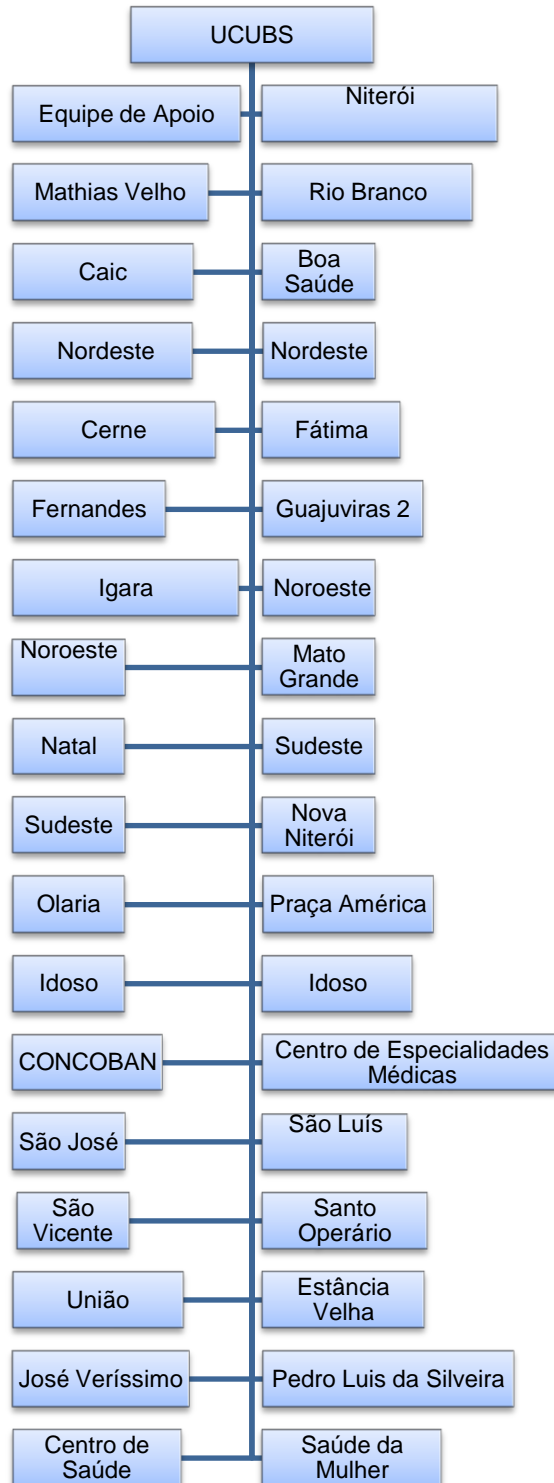 UCUBS
Equipe de Apoio
Niterói
Mathias Velho
Rio Branco
Caic
Boa
Saúde
Nordeste
Nordeste
Cerne
Fátima
Fernandes
Guajuviras 2
Igara
Noroeste
Noroeste
Mato
Grande
Natal
Sudeste
Sudeste
Nova
Niterói
Olaria
Praça América
Idoso
Idoso
CONCOBAN
Centro de Especialidades
Médicas
São José
São Luís
São
Vicente
Santo
Operário
União
Estância
Velha
José Veríssimo
Pedro Luis da Silveira
Centro de
Saúde
Saúde da
Mulher